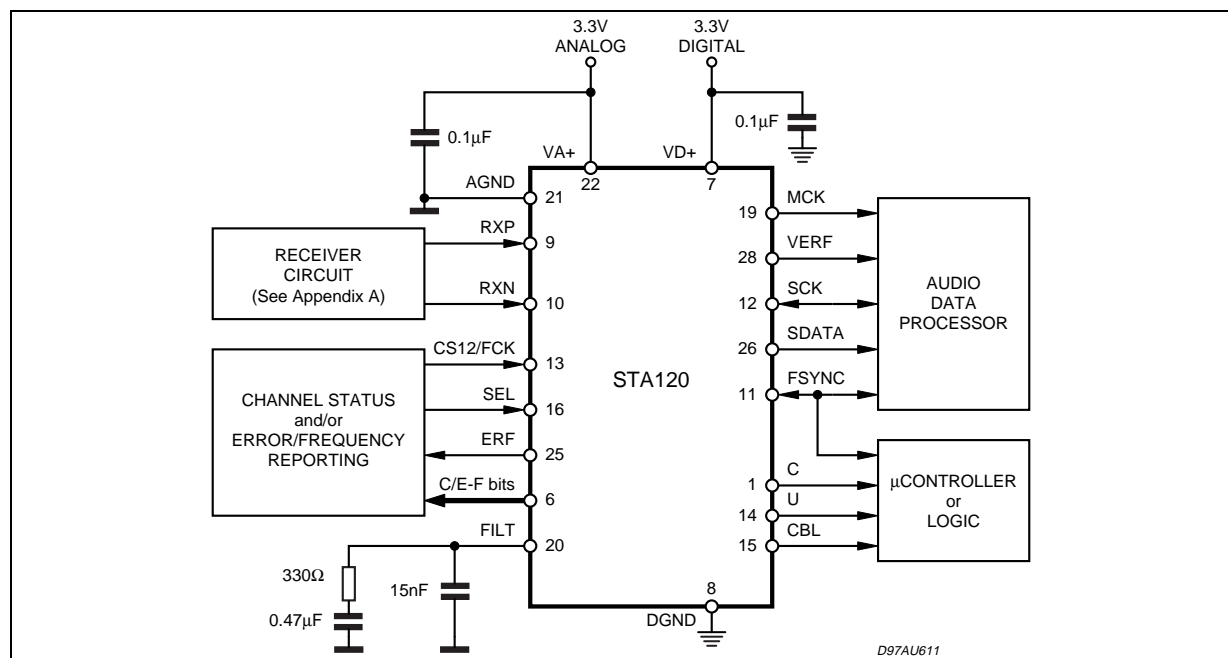 3.3V
ANALOG
3.3V
DIGITAL
0.1µF
0.1µF
VA+
VD+
22
7
AGND
21
RXP
9
RXN
10
RECEIVER
CIRCUIT
(See Appendix A)
CS12/FCK
13
SEL
16
ERF
25
C/E-F bits
6
CHANNEL STATUS
and/or
ERROR/FREQUENCY
REPORTING
FILT
20
330Ω
0.47µF
15nF
STA120
19
MCK
28
VERF
12
SCK
26
SDATA
11
FSYNC
AUDIO
DATA
PROCESSOR
1
C
14
U
15
CBL
µCONTROLLER
or
LOGIC
8
DGND
D97AU611